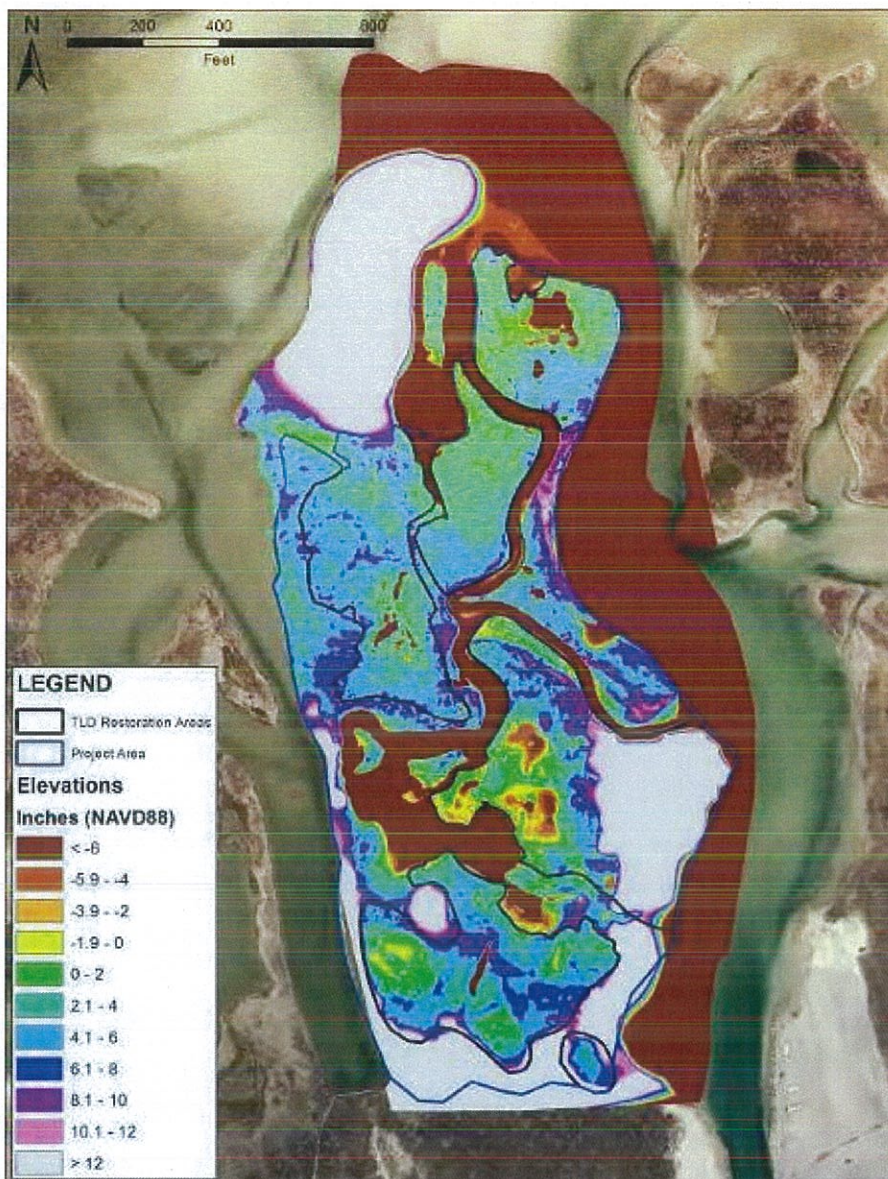 N
0 200 400 800
Feet
LEGEND
TLD Restoration Areas
Project Area
Elevations
Inches (NAVD88)
< -6
-5.9 - -4
-3.9 - -2
-1.9 - 0
0 - 2
2.1 - 4
4.1 - 6
6.1 - 8
8.1 - 10
10.1 - 12
> 12